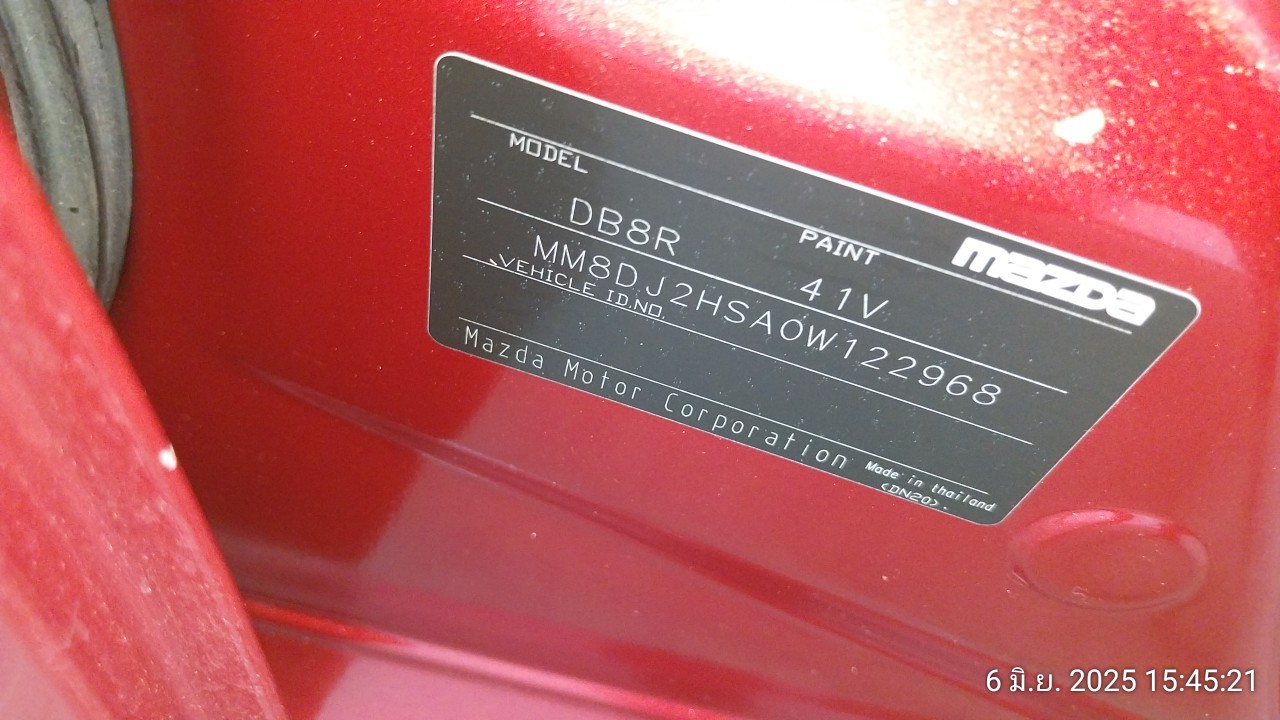 MODEL
PAINT
mazda
DB8R
41V
MM8DJ2HSA0W122968
VEHICLE ID.NO.
Mazda Motor Corporation
Made in thailand
(DN20).
6 มิ.ย. 2025 15:45:21